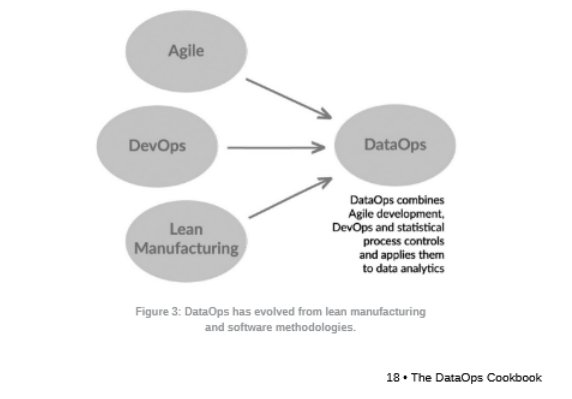 Agile
DevOps
Lean
Manufacturing
DataOps
DataOps combines
Agile development,
DevOps and statistical
process controls
and applies them
to data analytics
Figure 3: DataOps has evolved from lean manufacturing
and software methodologies.
18 • The DataOps Cookbook